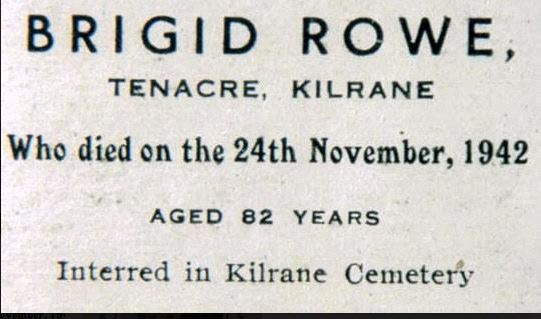 BRIGID ROWE,
TENACRE, KILRANE
Who died on the 24th November, 1942
AGED 82 YEARS
Interred in Kilrane Cemetery